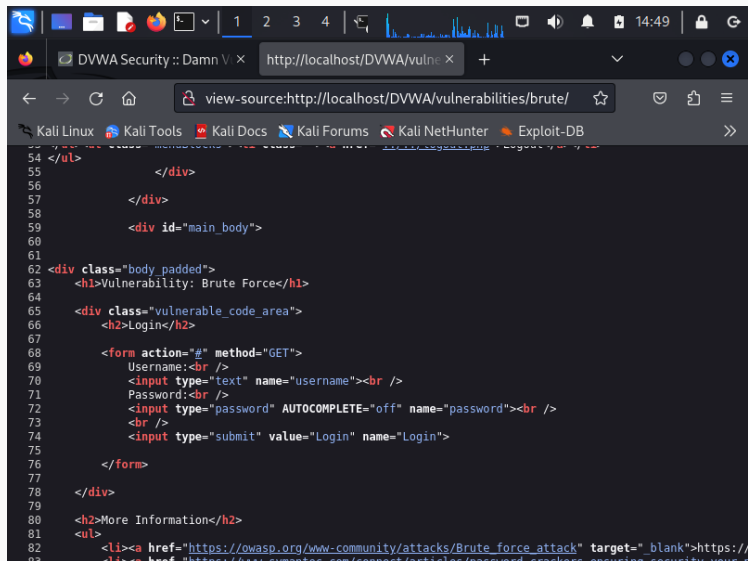 1 2 3 4 14:49
DVWA Security :: Damn V
http://localhost/DVWA/vulne
view-source:http://localhost/DVWA/vulnerabilities/brute/
Kali Linux Kali Tools Kali Docs Kali Forums Kali NetHunter Exploit-DB
54 </ul>
55 </div>
56
57 </div>
58
59 <div id="main_body">
60
61
62 <div class="body_padded">
63 <h1>Vulnerability: Brute Force</h1>
64
65 <div class="vulnerable_code_area">
66 <h2>Login</h2>
67
68 <form action="#" method="GET">
69 Username:<br />
70 <input type="text" name="username"><br />
71 Password:<br />
72 <input type="password" AUTOCOMPLETE="off" name="password"><br />
73 <br />
74 <input type="submit" value="Login" name="Login">
75
76 </form>
77
78 </div>
79
80 <h2>More Information</h2>
81 <ul>
82 <li><a href="https://owasp.org/www-community/attacks/Brute_force_attack" target="_blank">https://